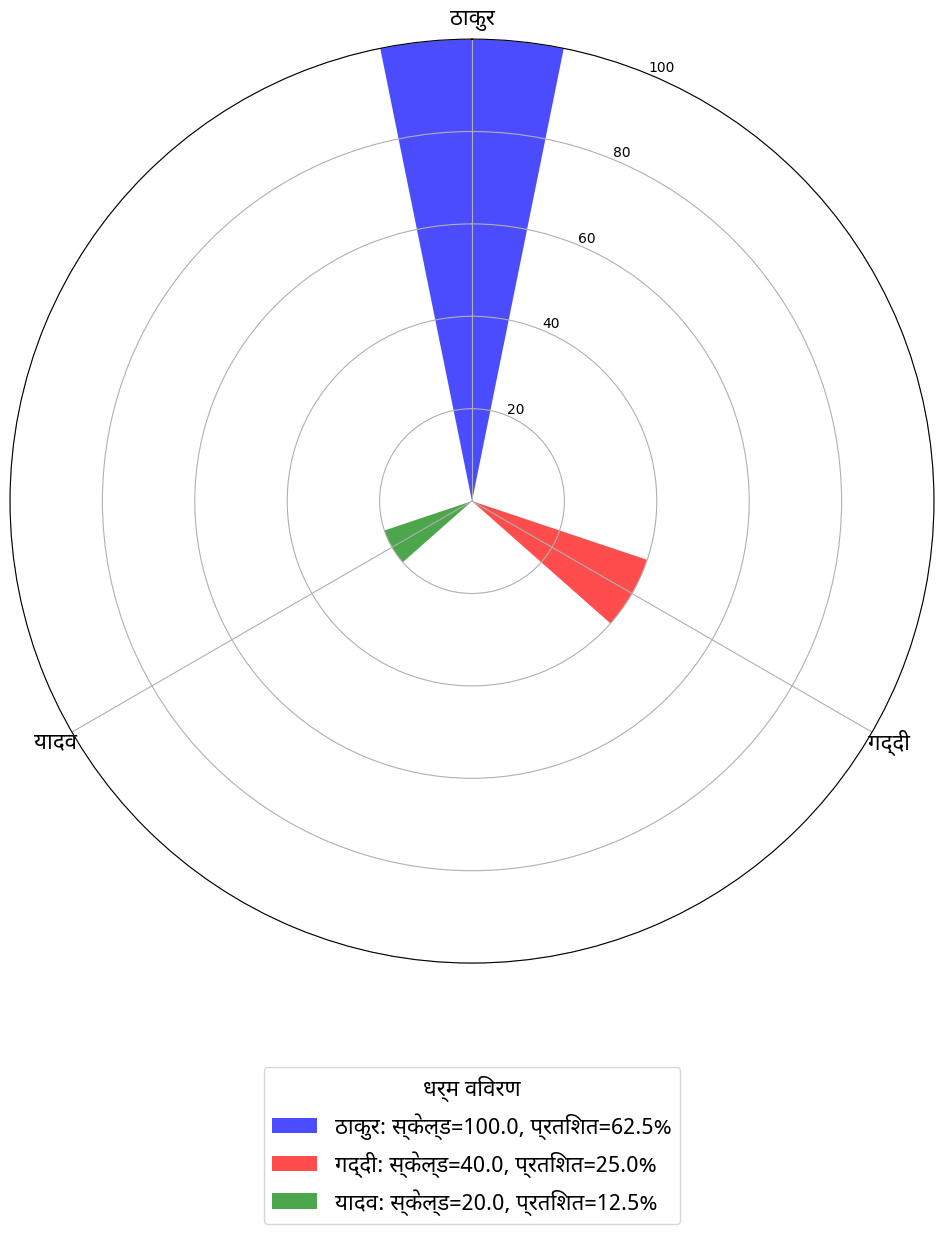 ठाकुर
100
80
60
40
20
यादव
गद्दी
धर्म विवरण
ठाकुर: स्केल्ड=100.0, प्रतिशत=62.5%
गद्दी: स्केल्ड=40.0, प्रतिशत=25.0%
यादव: स्केल्ड=20.0, प्रतिशत=12.5%